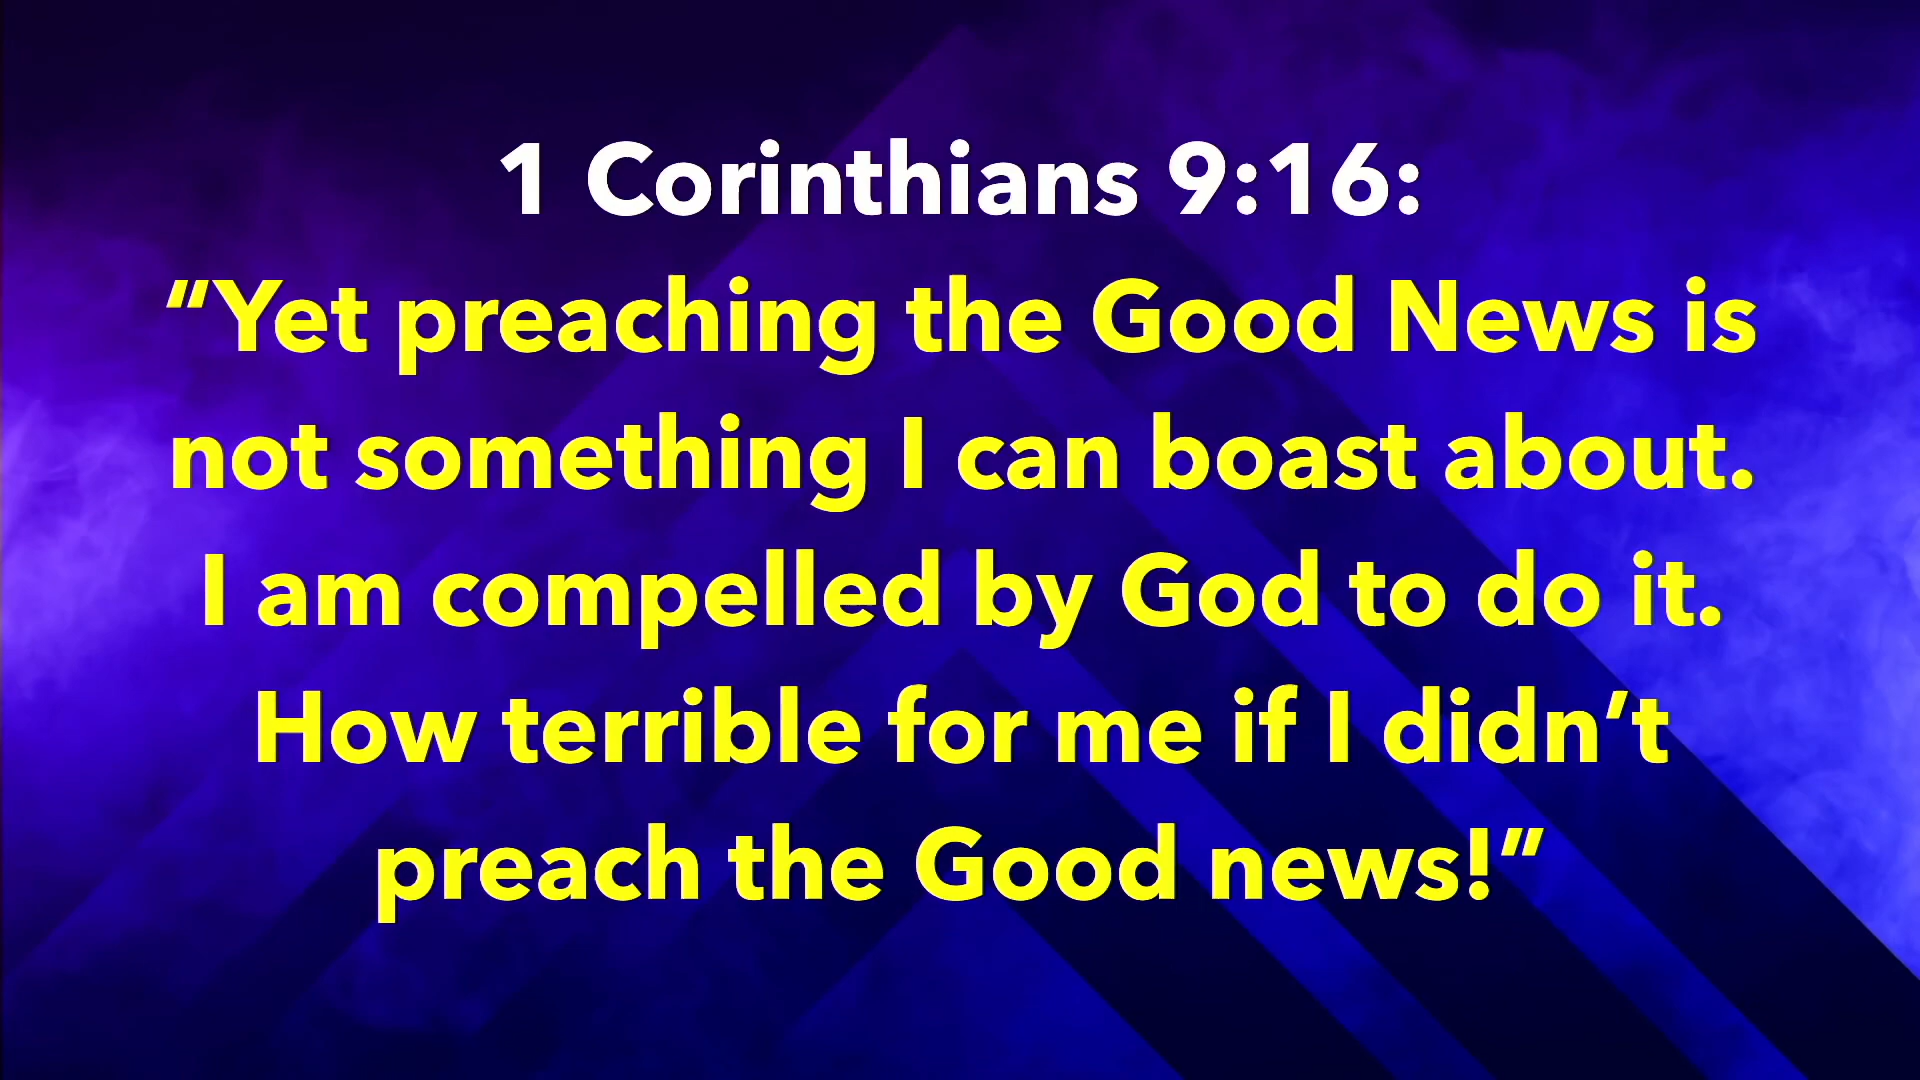 1 Corinthians 9:16:
“Yet preaching the Good News is
not something I can boast about.
I am compelled by God to do it.
How terrible for me if I didn’t
preach the Good news!”